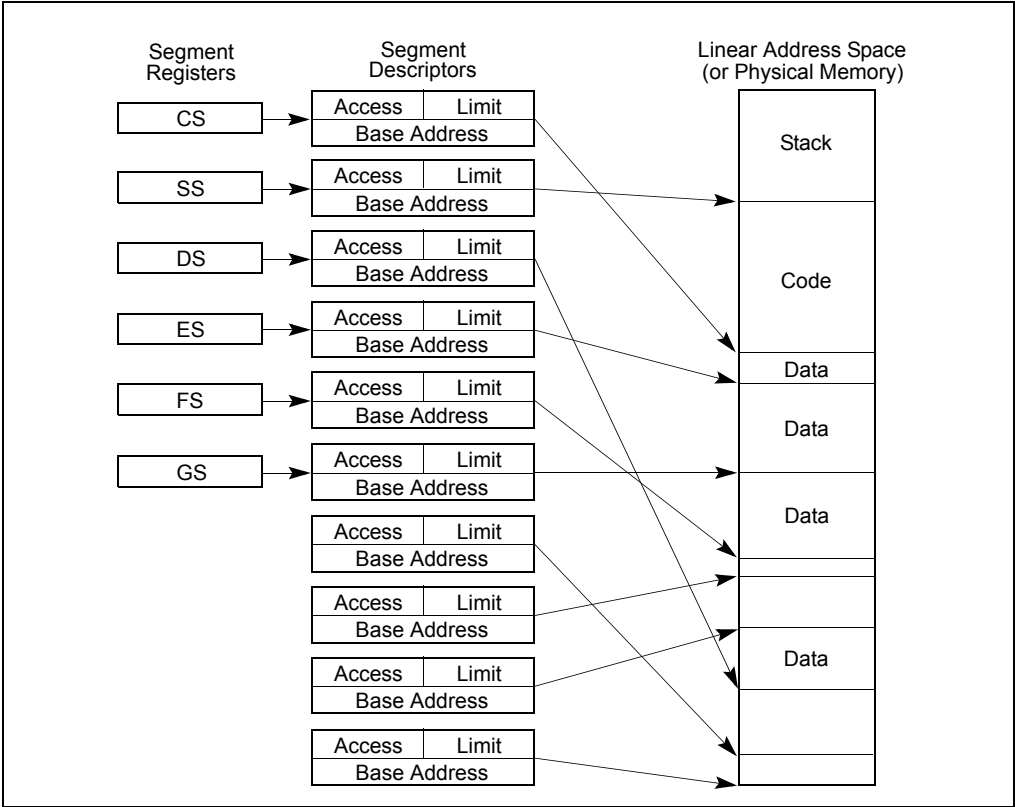 Segment
Registers
Segment
Descriptors
Linear Address Space
(or Physical Memory)
CS
Access Limit
Base Address
Stack
SS
Access Limit
Base Address
DS
Access Limit
Base Address
Code
ES
Access Limit
Base Address
Data
FS
Access Limit
Base Address
Data
GS
Access Limit
Base Address
Data
Access Limit
Base Address
Access Limit
Base Address
Access Limit
Base Address
Data
Access Limit
Base Address